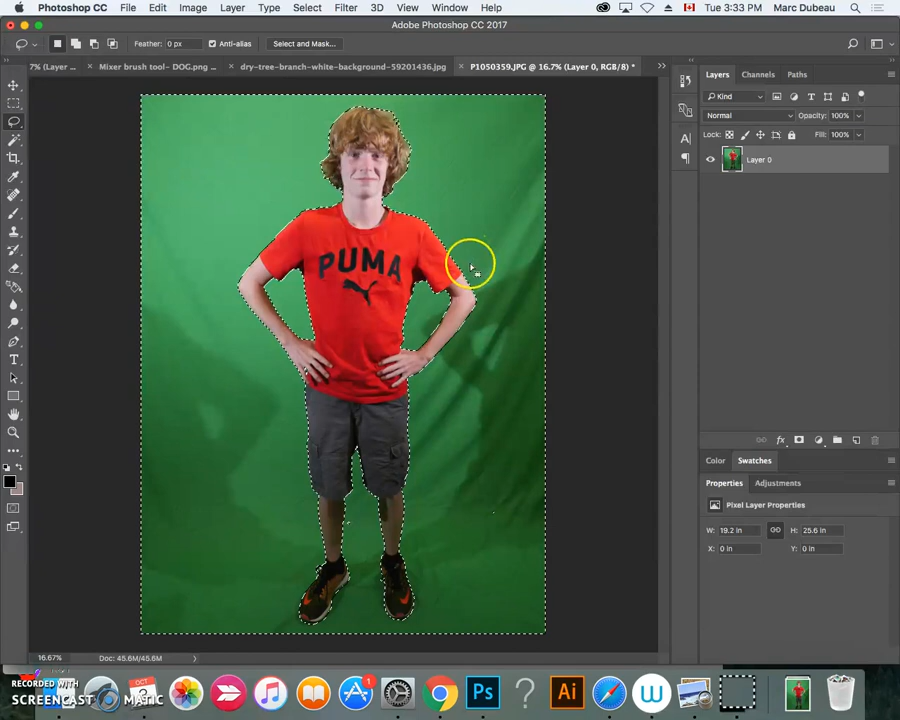 Photoshop CC File Edit Image Layer Type Select Filter 3D View Window Help Tue 3:33 PM Marc Dubeau
Adobe Photoshop CC 2017
Feather: 0 px Anti-alias Select and Mask...
7% (Layer ... Mixer brush tool- DOG.png ... dry-tree-branch-white-background-59201436.jpg P1050359.JPG @ 16.7% (Layer 0, RGB/8) *
Layers Channels Paths
Kind
Normal Opacity: 100%
Lock: Fill: 100%
Layer 0
PUMA
Color Swatches
Properties Adjustments
Pixel Layer Properties
W: 19.2 in H: 25.6 in
X: 0 in Y: 0 in
16.67% Doc: 45.6M/45.6M
RECORDED WITH
SCREENCAST MATIC
OCT
1
Ps
Ai
W